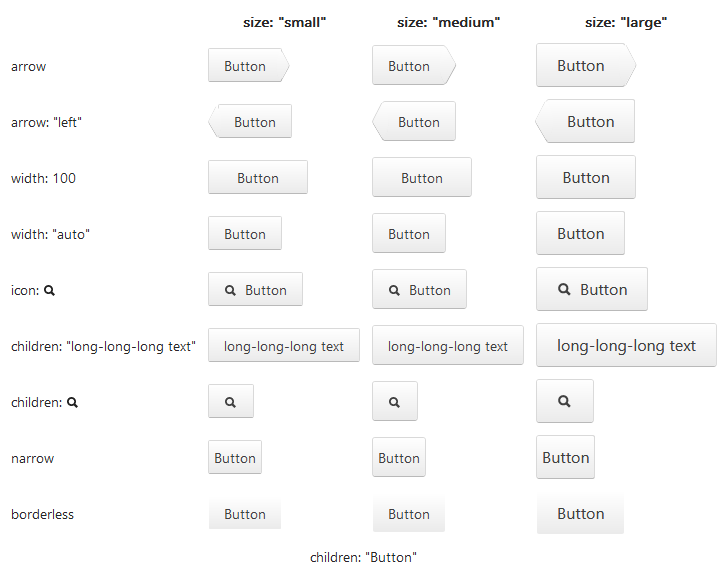 size: "small" size: "medium" size: "large"
arrow Button Button Button
arrow: "left" Button Button Button
width: 100 Button Button Button
width: "auto" Button Button Button
icon: Button Button Button
children: "long-long-long text" long-long-long text long-long-long text long-long-long text
children:
narrow Button Button Button
borderless Button Button Button
children: "Button"